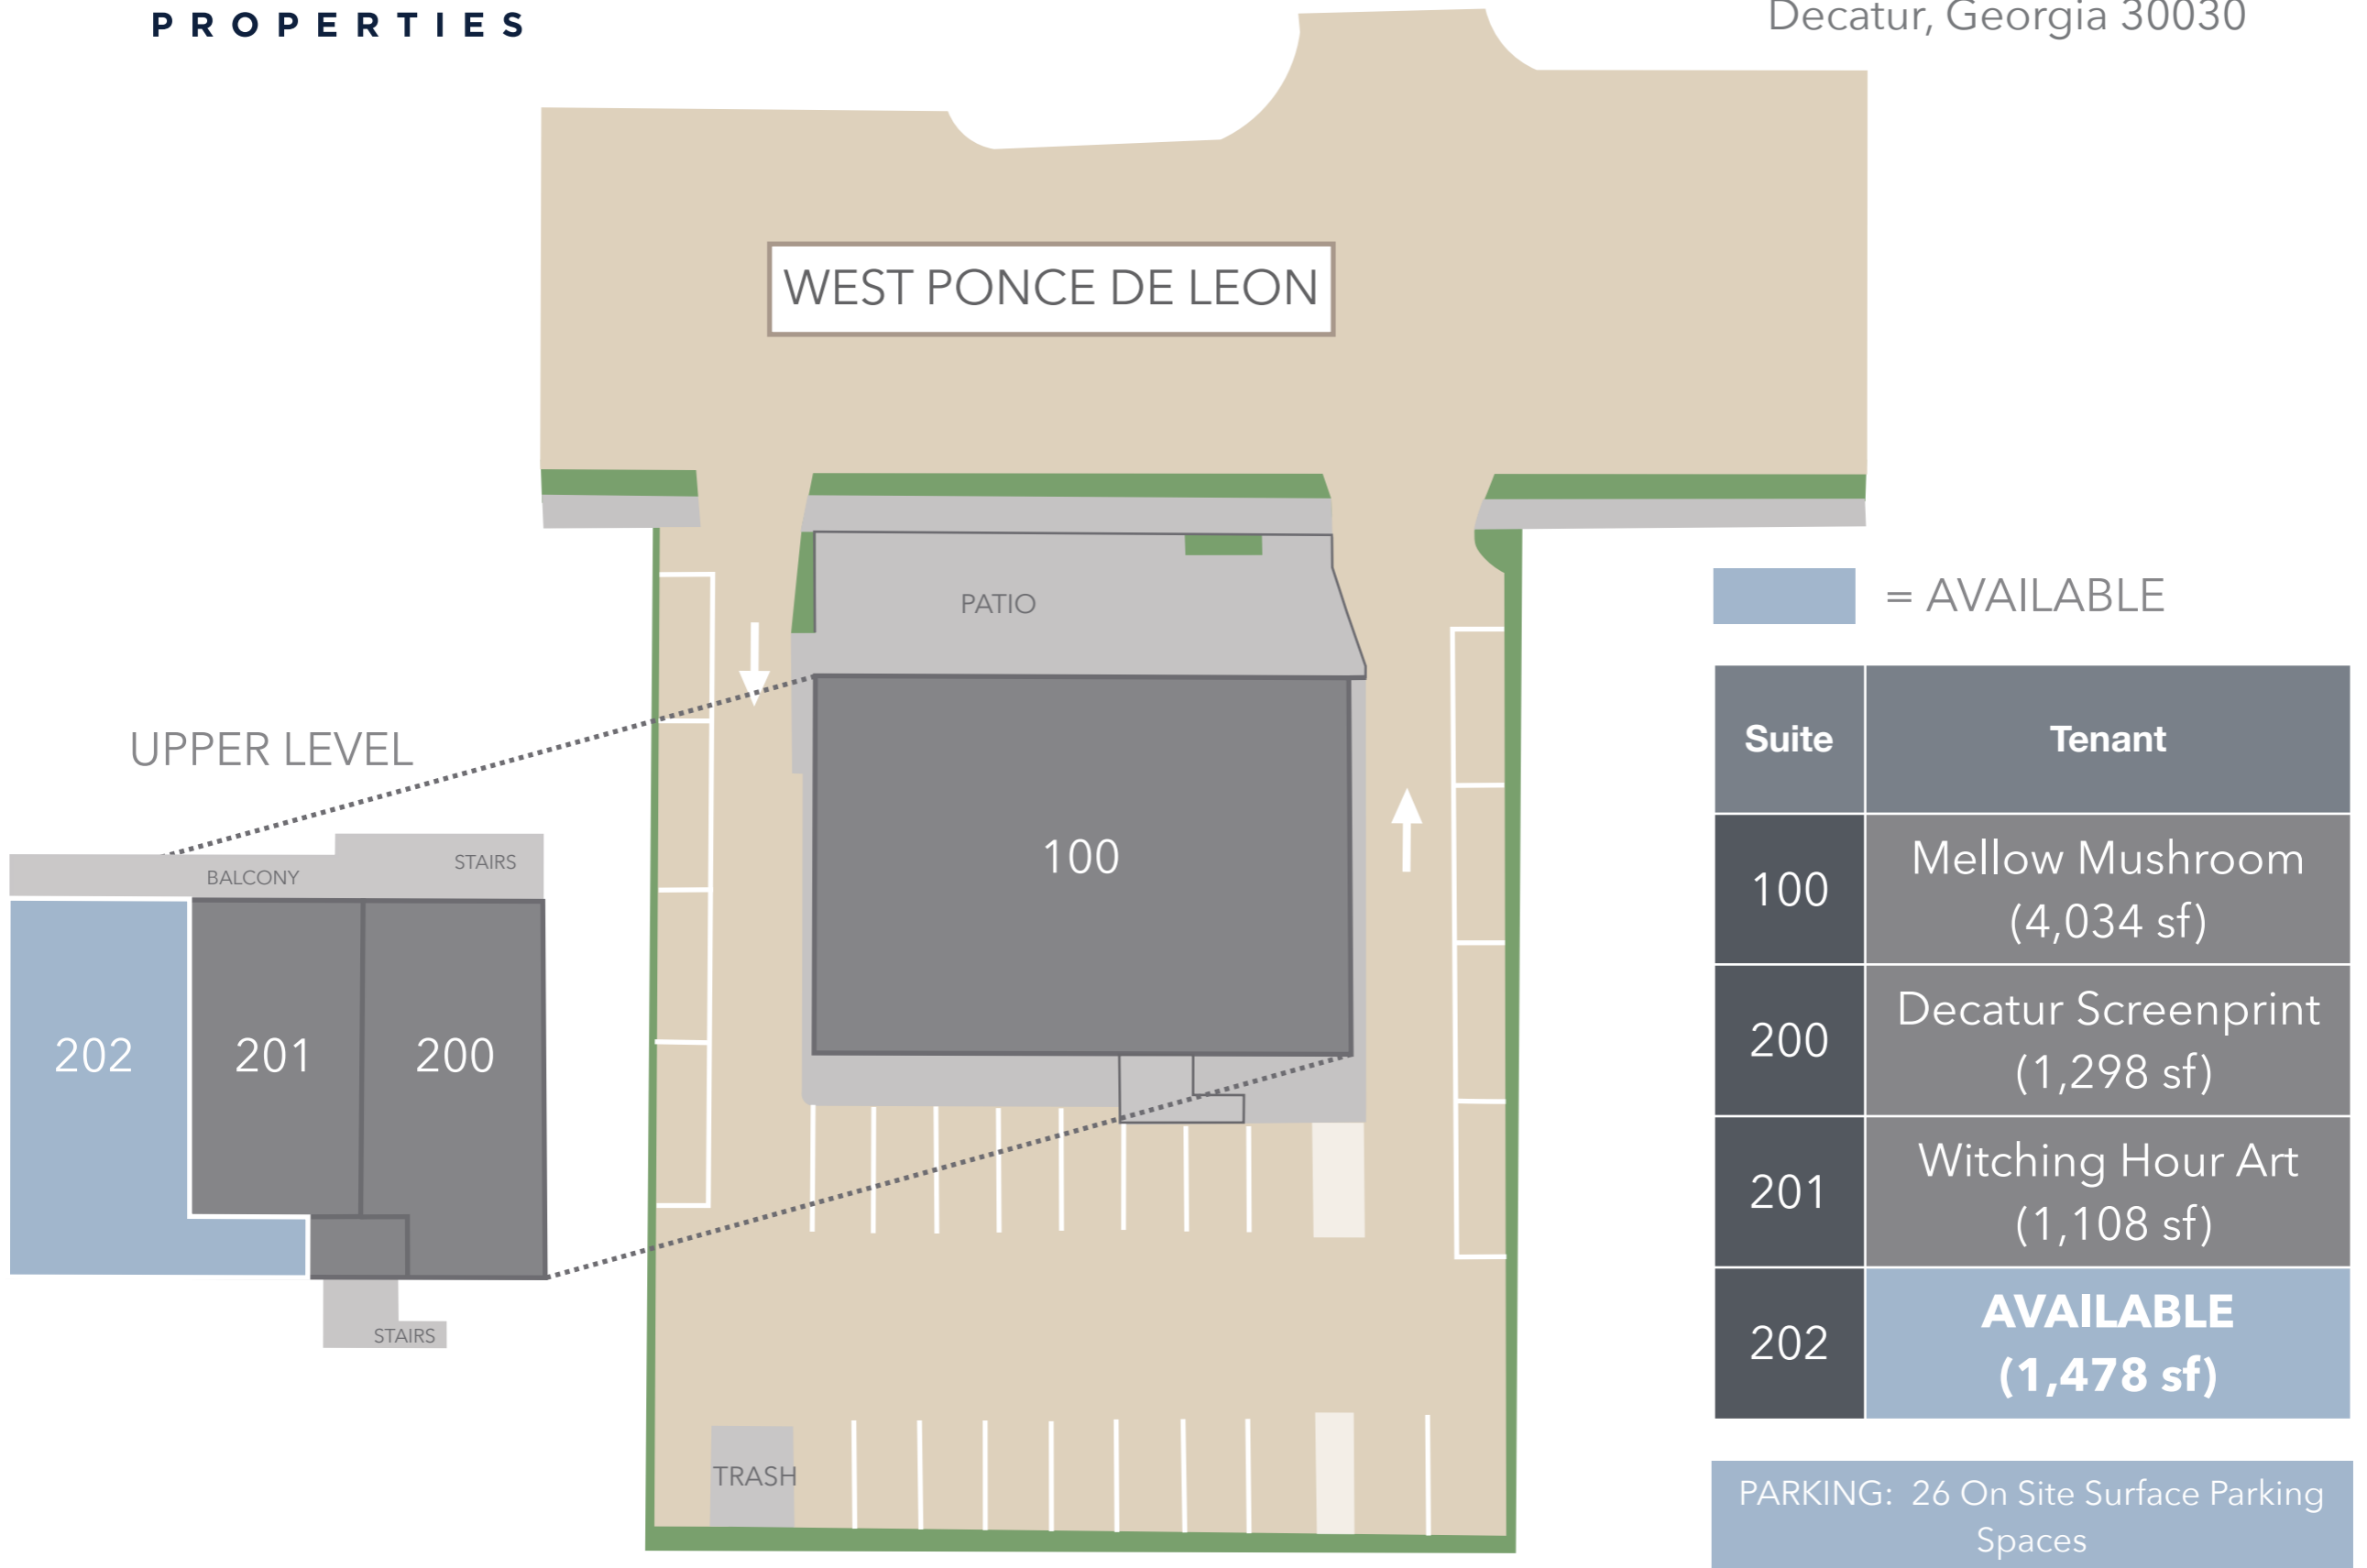 PROPERTIES
Decatur, Georgia 30030
WEST PONCE DE LEON
PATIO
= AVAILABLE
UPPER LEVEL
STAIRS
BALCONY
202 201 200
STAIRS
100
TRASH
Suite Tenant
100 Mellow Mushroom
(4,034 sf)
200 Decatur Screenprint
(1,298 sf)
201 Witching Hour Art
(1,108 sf)
202 AVAILABLE
(1,478 sf)
PARKING: 26 On Site Surface Parking
Spaces